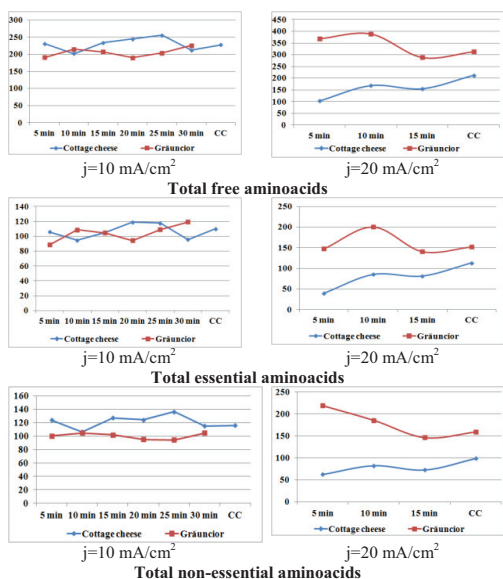 300
250
200
150
100
50
0
5 min 10 min 15 min 20 min 25 min 30 min CC
Cottage cheese Grăuncior
j=10 mA/cm²
450
400
350
300
250
200
150
100
50
0
5 min 10 min 15 min CC
Cottage cheese Grăuncior
j=20 mA/cm²
Total free aminoacids
140
120
100
80
60
40
20
0
5 min 10 min 15 min 20 min 25 min 30 min CC
Cottage cheese Grăuncior
j=10 mA/cm²
250
200
150
100
50
0
5 min 10 min 15 min CC
Cottage cheese Grăuncior
j=20 mA/cm²
Total essential aminoacids
160
140
120
100
80
60
40
20
0
5 min 10 min 15 min 20 min 25 min 30 min CC
Cottage cheese Grăuncior
j=10 mA/cm²
250
200
150
100
50
0
5 min 10 min 15 min CC
Cottage cheese Grăuncior
j=20 mA/cm²
Total non-essential aminoacids